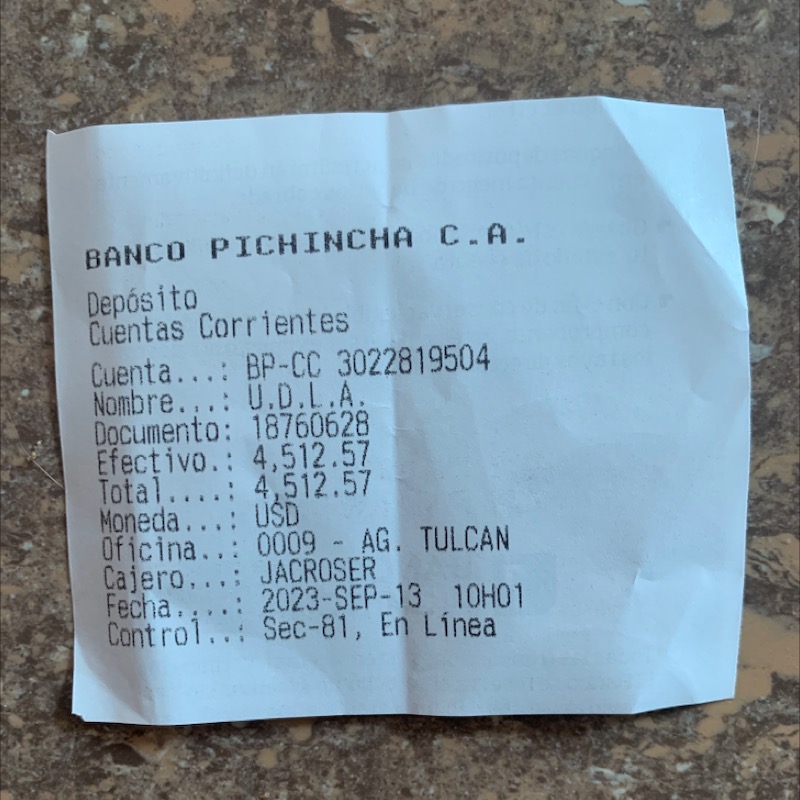 BANCO PICHINCHA C.A.
Depósito
Cuentas Corrientes
Cuenta...: BP-CC 3022819504
Nombre...: U.D.L.A.
Documento: 18760628
Efectivo.: 4,512.57
Total....: 4,512.57
Moneda...: USD
Oficina..: 0009 - AG. TULCAN
Cajero...: JACROSER
Fecha....: 2023-SEP-13 10H01
Control..: Sec-81, En Línea